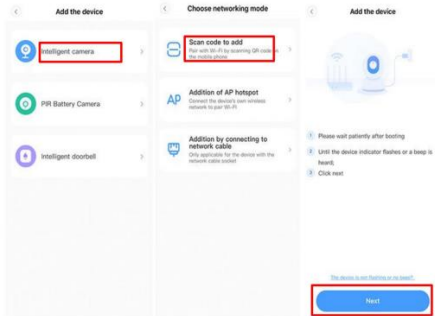 Add the device
Intelligent camera
PIR Battery Camera
Intelligent doorbell
Choose networking mode
Scan code to add
Pair with Wi-Fi by scanning QR code on
the mobile phone
AP
Addition of AP hotspot
Connect the device's own wireless
network to pair Wi-Fi
Addition by connecting to
network cable
Only applicable for the device with the
network cable socket
Add the device
1 Please wait patiently after booting
2 Until the device indicator flashes or a beep is
heard;
3 Click next
The device is not flashing or no beep?
Next